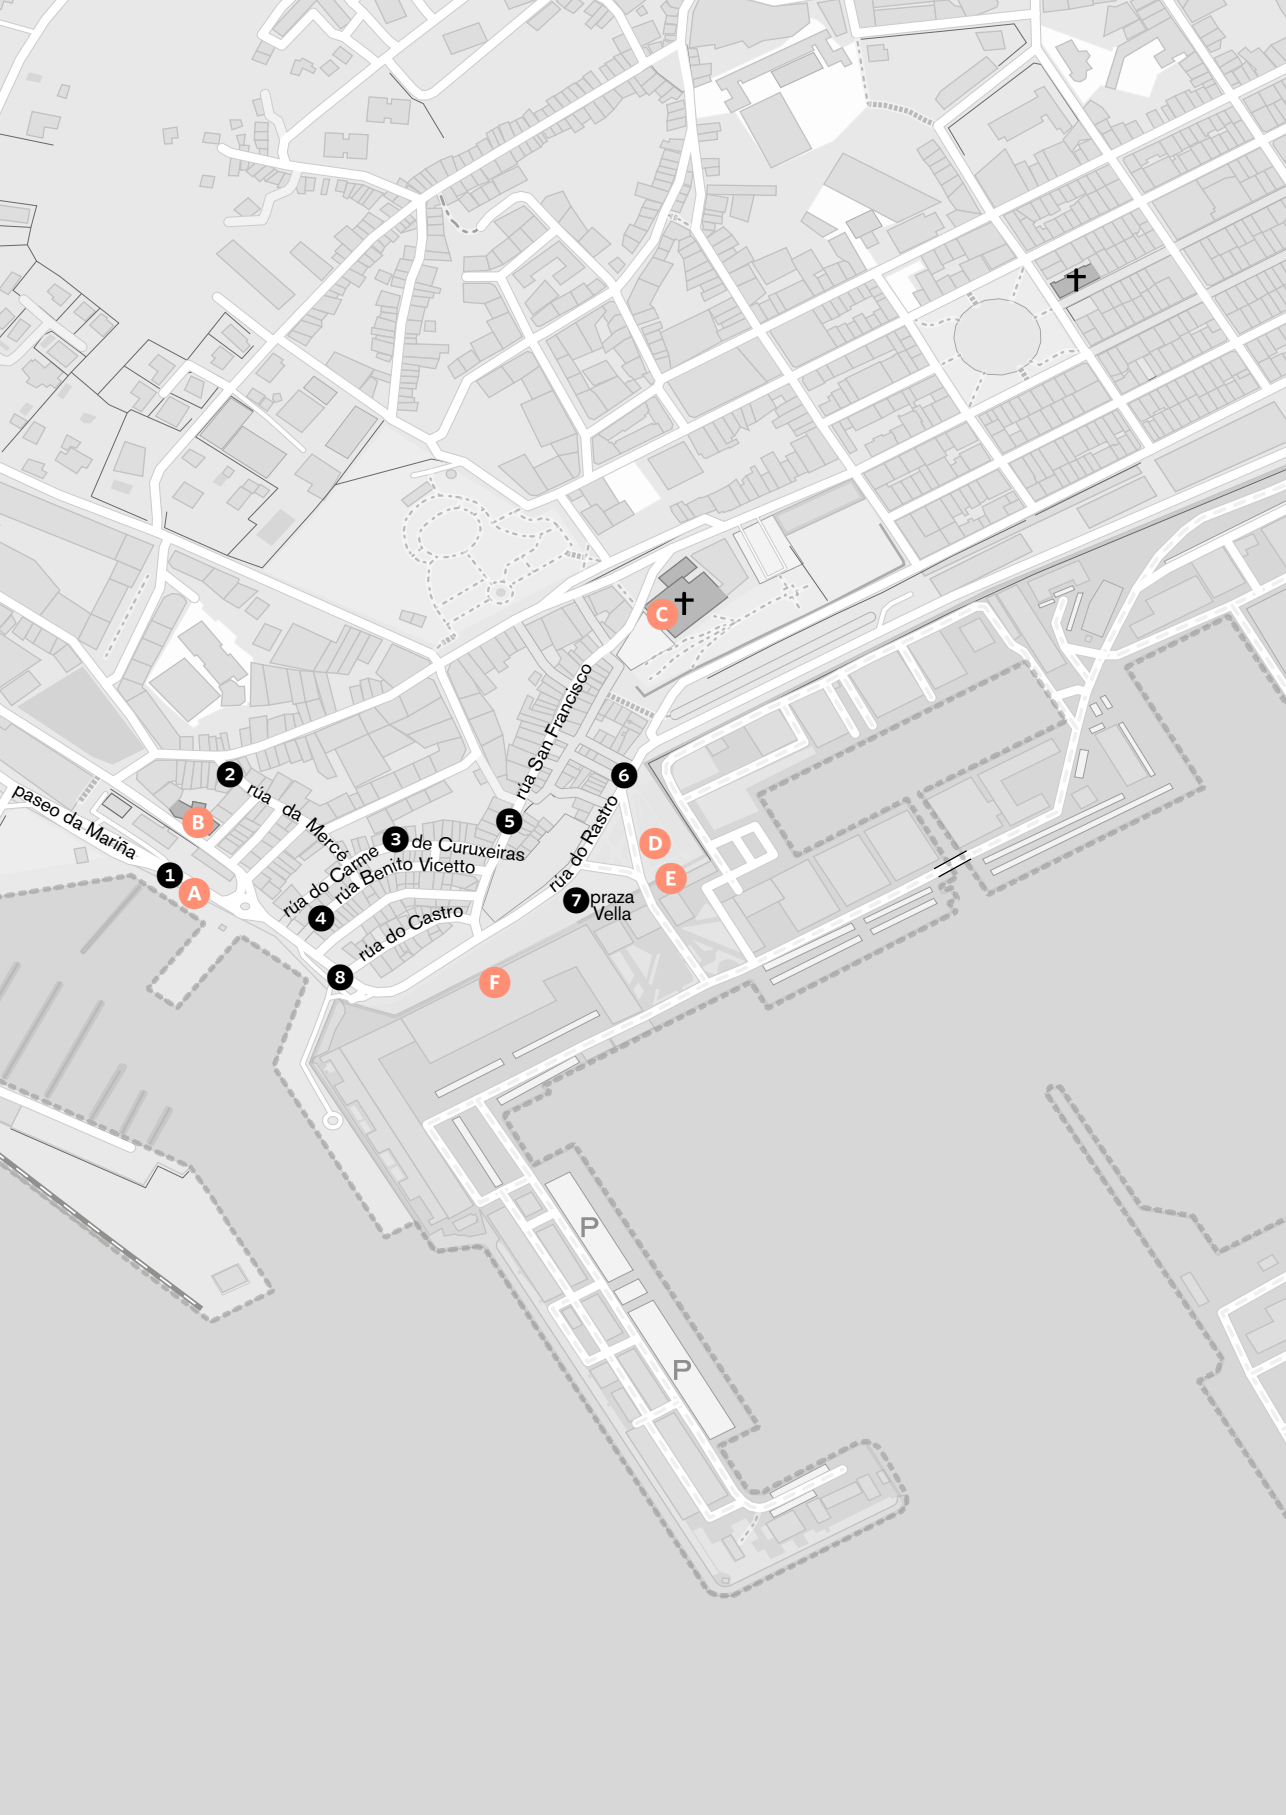 C
rúa San Francisco
2
6
rúa da Mercé
paseo da Mariña
B
5
3
de Curuxeiras
D
1
A
rúa do Carme
rúa Benito Vicetto
rúa do Rastro
E
4
7
praza
Vella
rúa do Castro
8
F
P
P